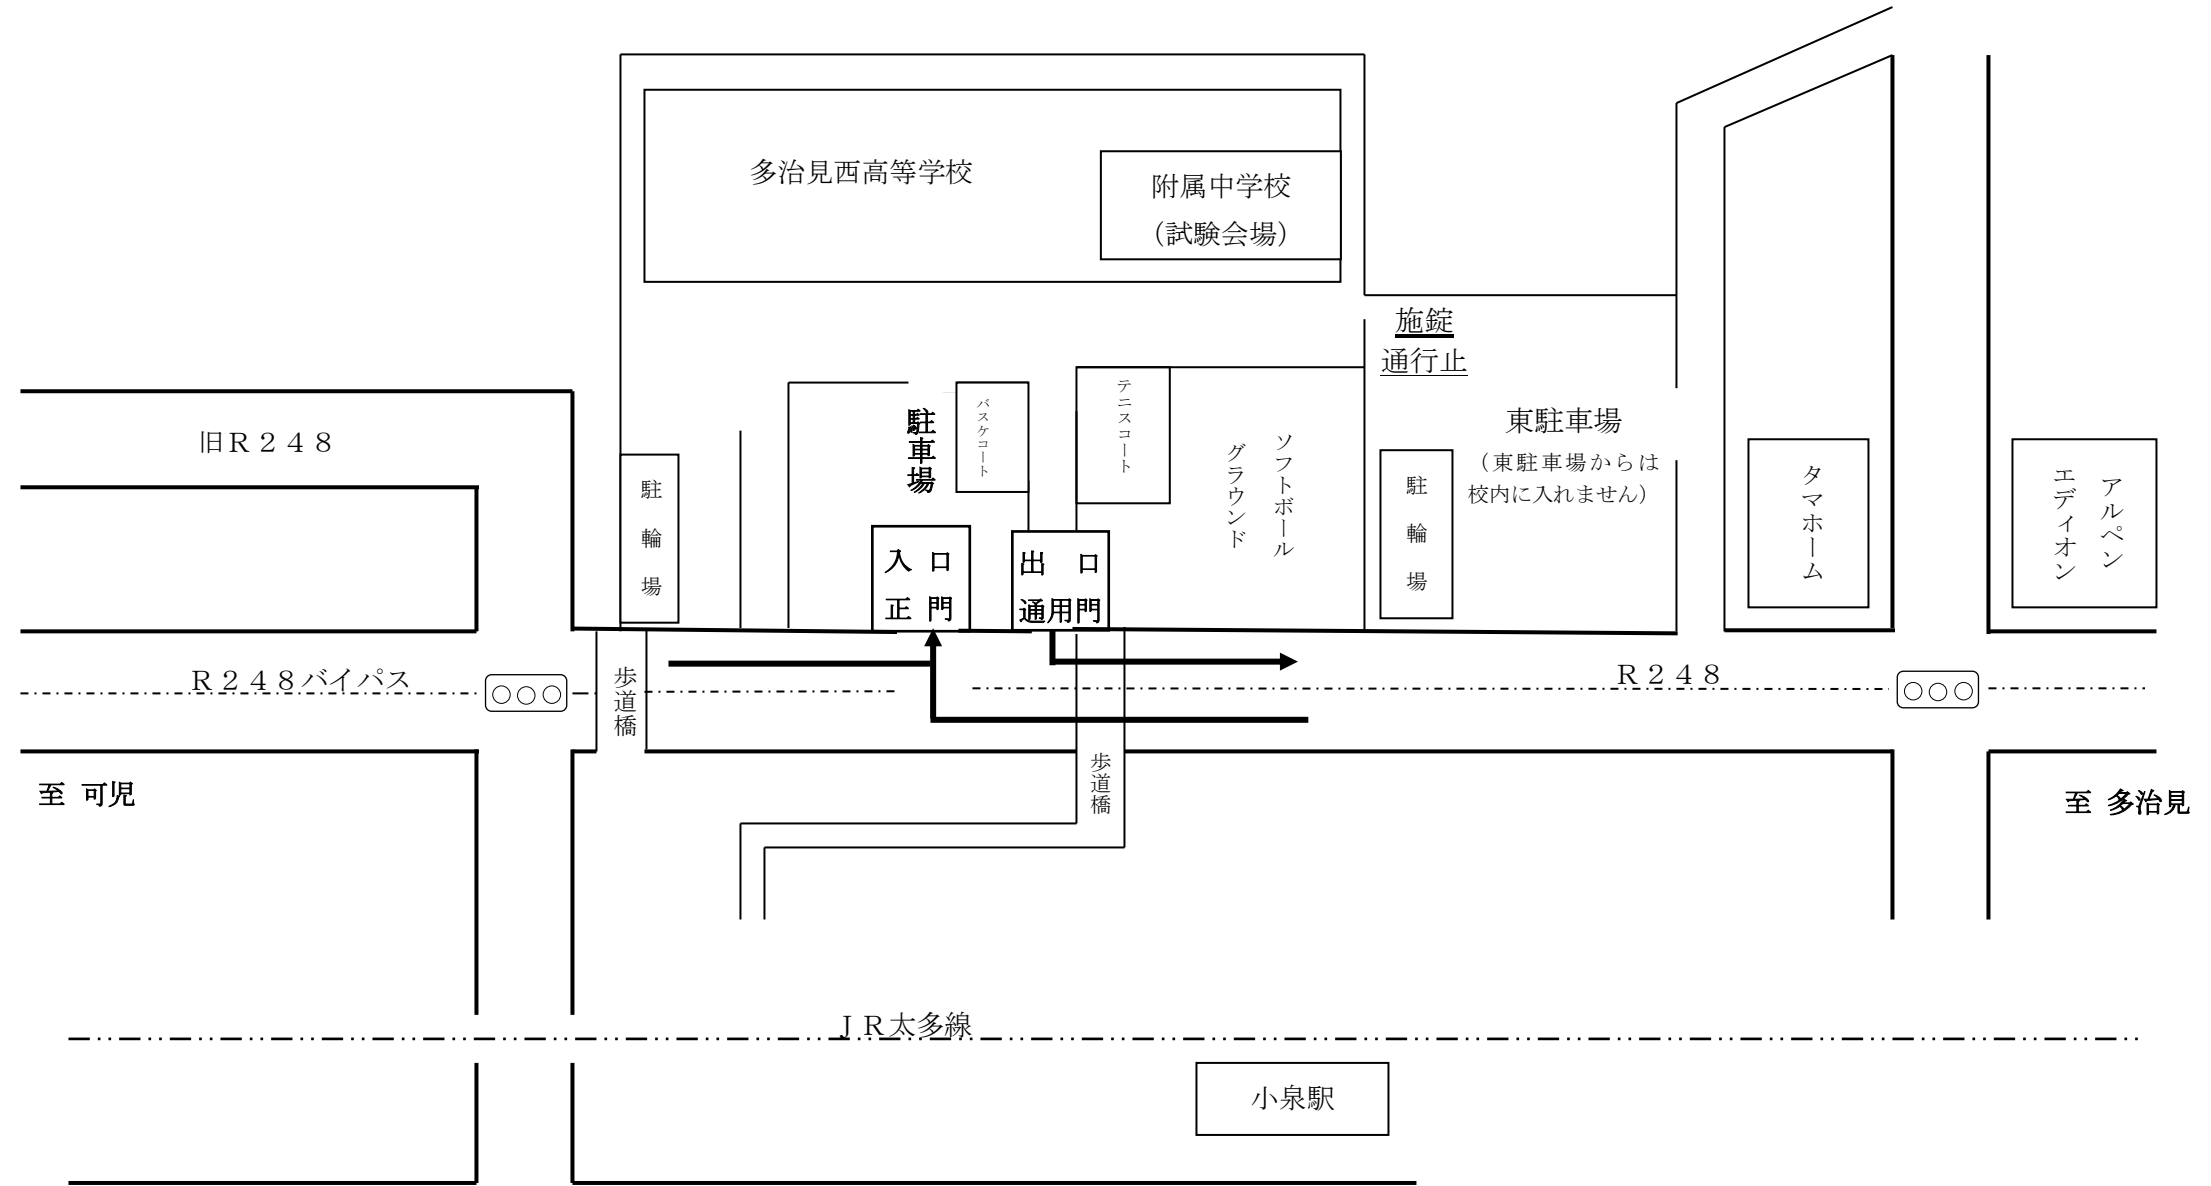 多治見西高等学校
附属中学校
（試験会場）
施錠
通行止
旧Ｒ２４８
駐車場
バスケコート
テニスコート
ソフトボール
グラウンド
東駐車場
（東駐車場からは
校内に入れません）
駐輪場
駐輪場
タマホーム
アルペン
エディオン
入口
正門
出口
通用門
Ｒ２４８バイパス
歩道橋
Ｒ２４８
歩道橋
至 可児
至 多治見
ＪＲ太多線
小泉駅